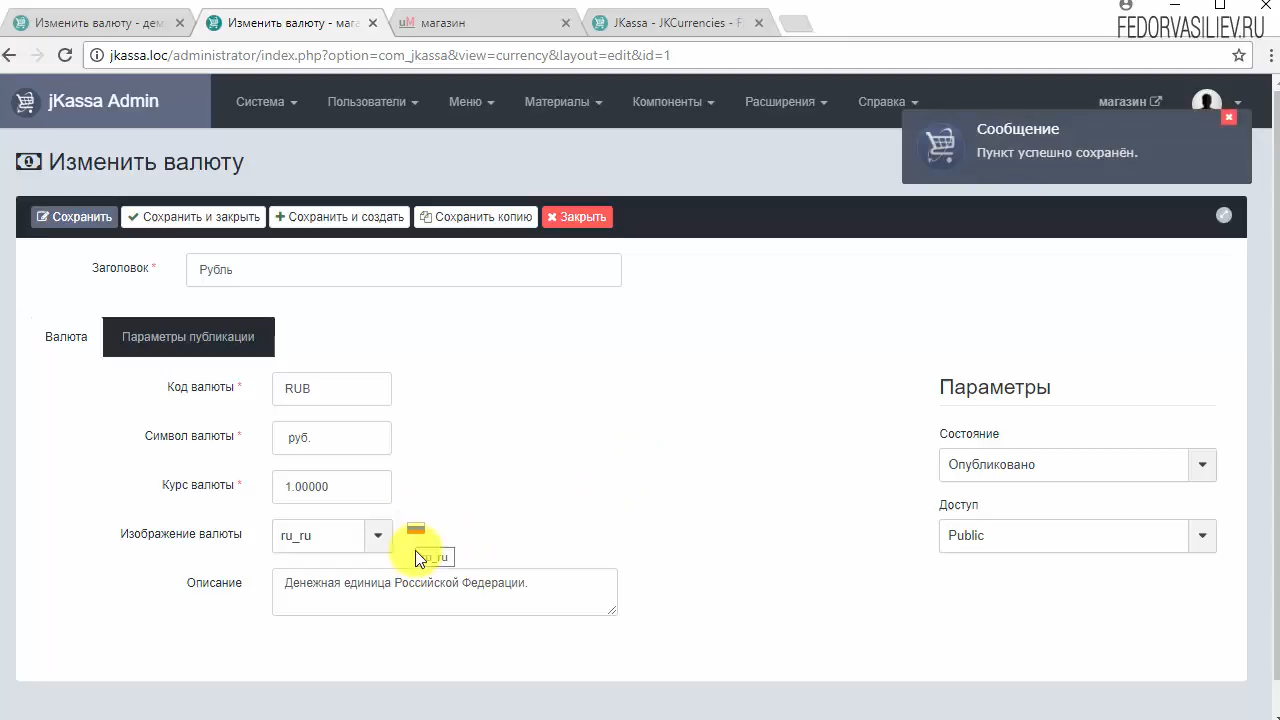 Изменить валюту - дем
Изменить валюту - мага
uM магазин
JKassa - JKCurrencies - F
FEDORVASILIEV.RU
jkassa.loc/administrator/index.php?option=com_jkassa&view=currency&layout=edit&id=1
jKassa Admin
Система
Пользователи
Меню
Материалы
Компоненты
Расширения
Справка
магазин
Сообщение
Пункт успешно сохранён.
Изменить валюту
Сохранить
Сохранить и закрыть
Сохранить и создать
Сохранить копию
Закрыть
Заголовок *
Рубль
Валюта
Параметры публикации
Код валюты *
RUB
Символ валюты *
руб.
Курс валюты *
1.00000
Изображение валюты
ru_ru
Описание
Денежная единица Российской Федерации.
Параметры
Состояние
Опубликовано
Доступ
Public